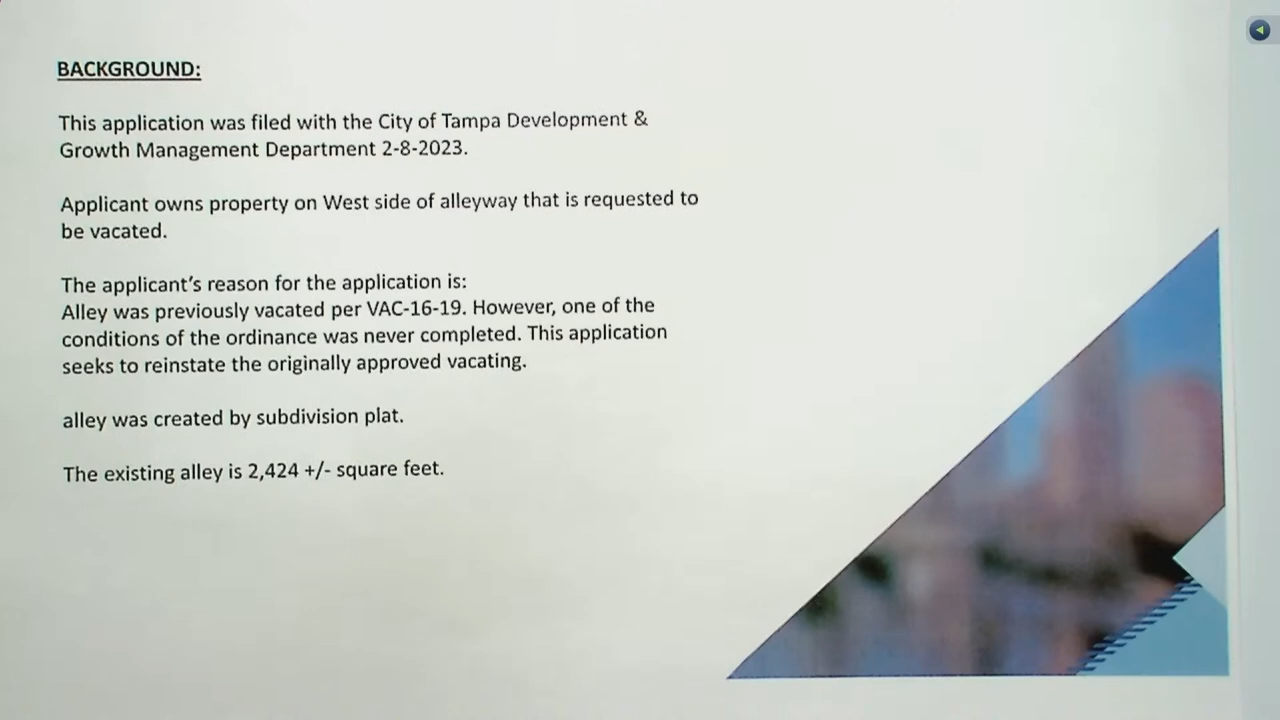 BACKGROUND:
This application was filed with the City of Tampa Development &
Growth Management Department 2-8-2023.
Applicant owns property on West side of alleyway that is requested to
be vacated.
The applicant's reason for the application is:
Alley was previously vacated per VAC-16-19. However, one of the
conditions of the ordinance was never completed. This application
seeks to reinstate the originally approved vacating.
alley was created by subdivision plat.
The existing alley is 2,424 +/- square feet.